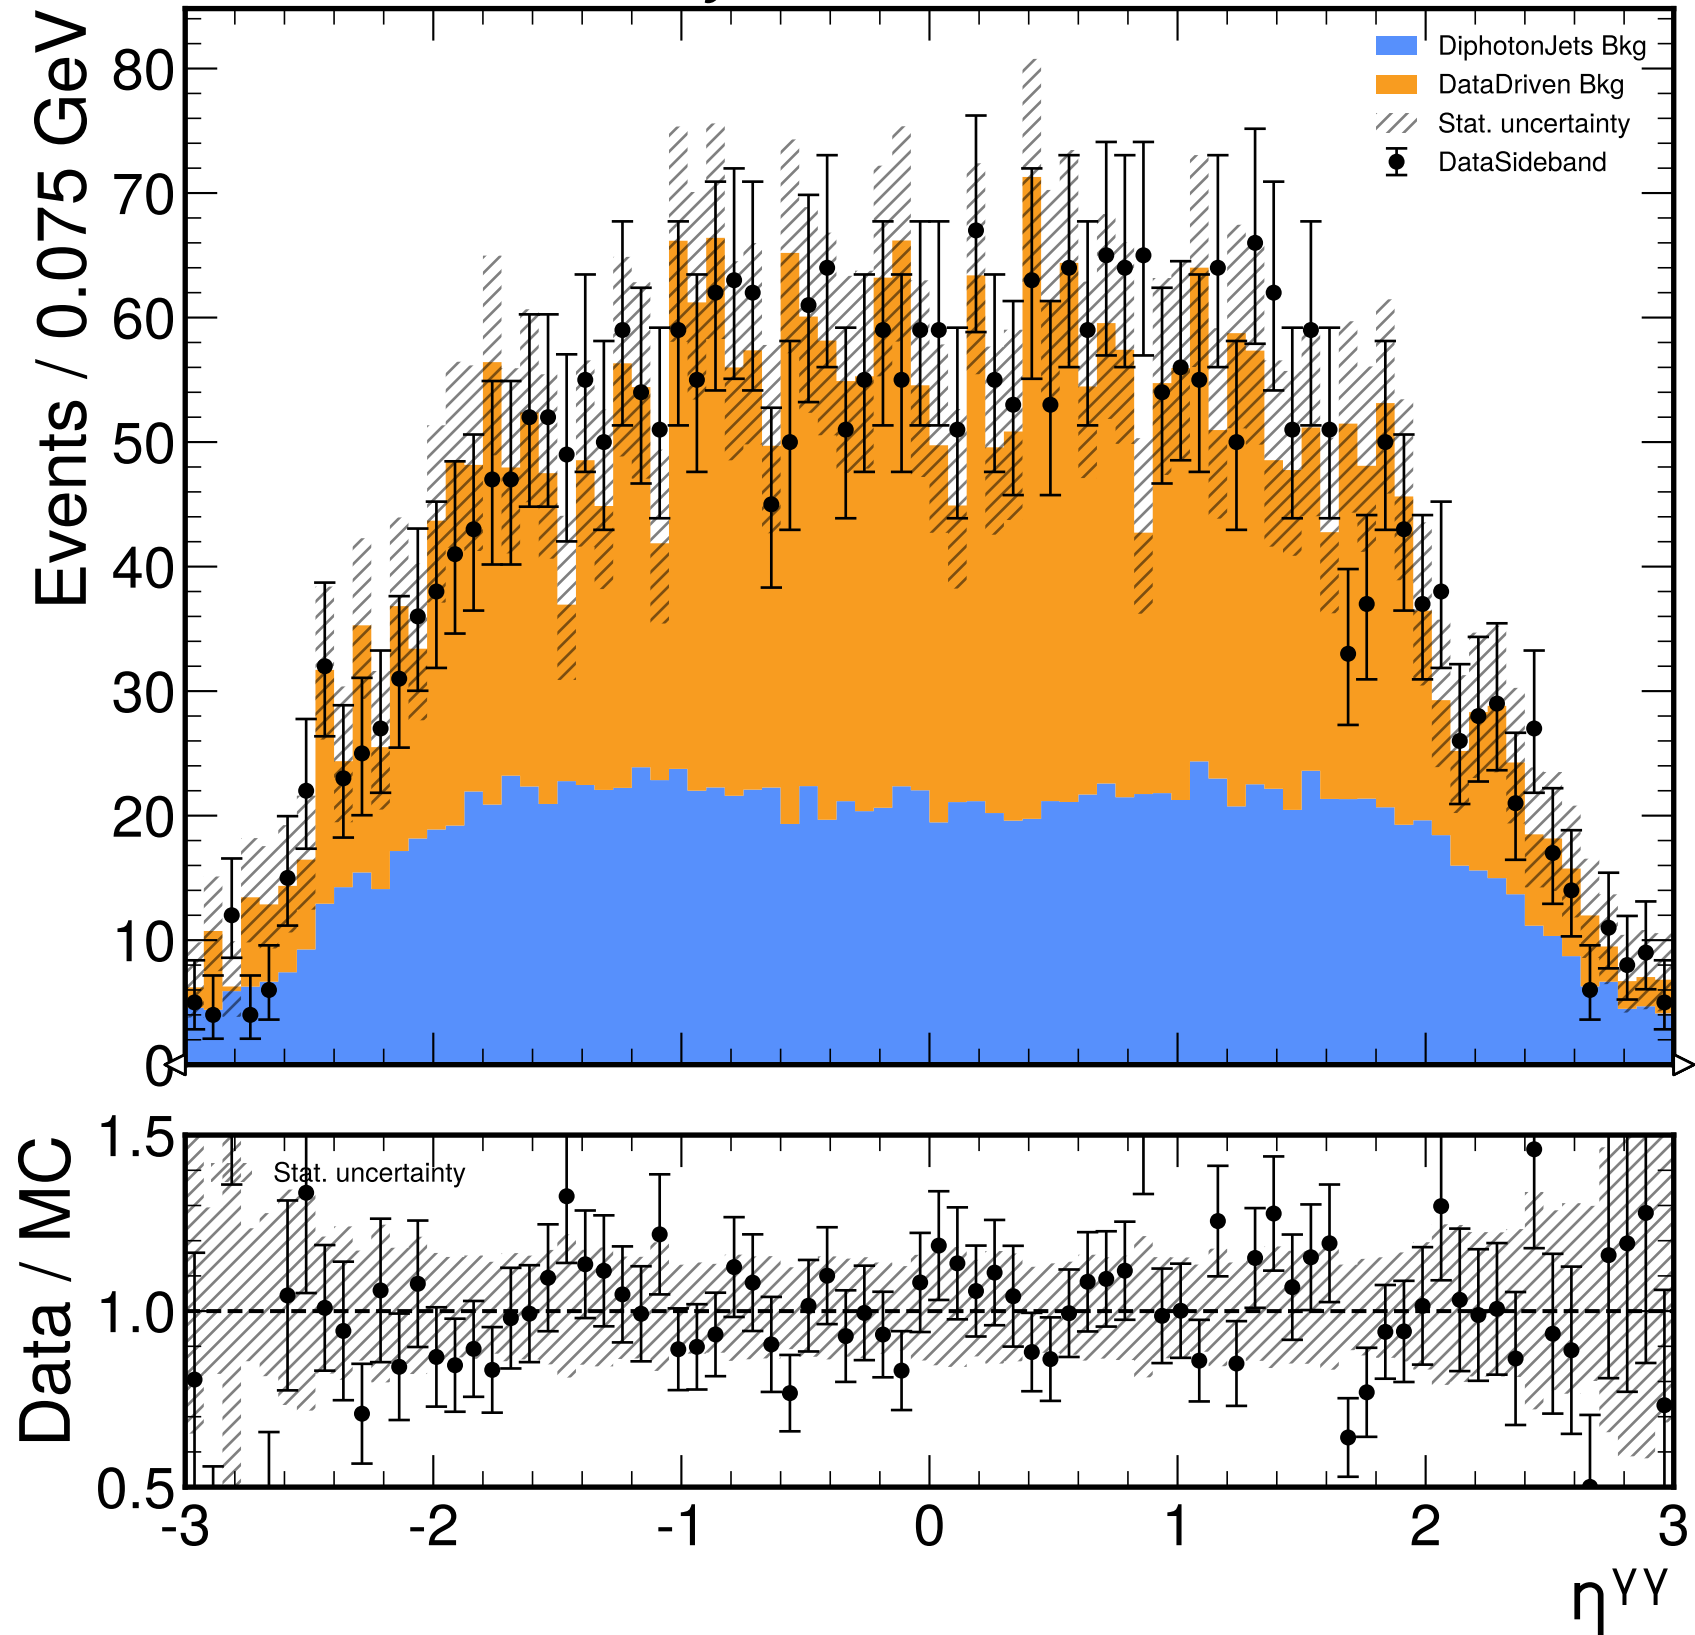 Events / 0.075 GeV
80
70
60
50
40
30
20
10
0
DiphotonJets Bkg
DataDriven Bkg
Stat. uncertainty
DataSideband
Data / MC
1.5
1.0
0.5
Stat. uncertainty
-3 -2 -1 0 1 2 3
η^γγ